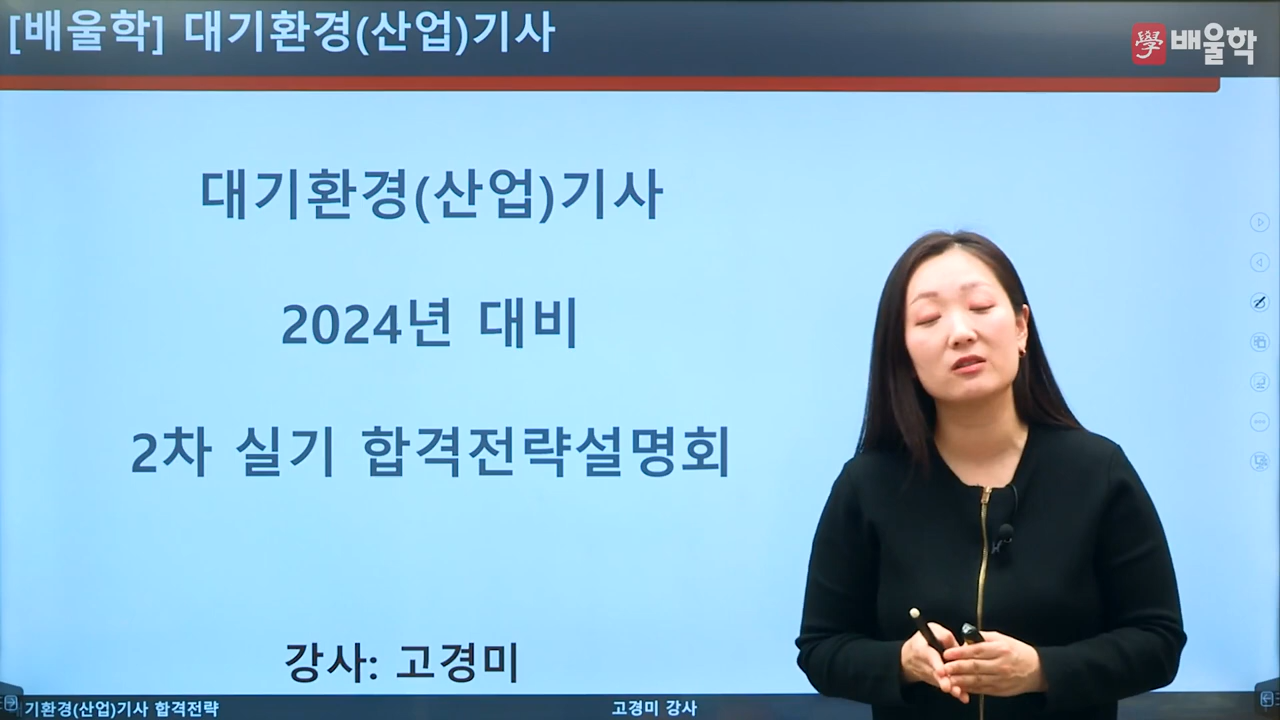 [배울학] 대기환경(산업)기사
學 배울학
대기환경(산업)기사
2024년 대비
2차 실기 합격전략설명회
강사: 고경미
기환경(산업)기사 합격전략
고경미 강사